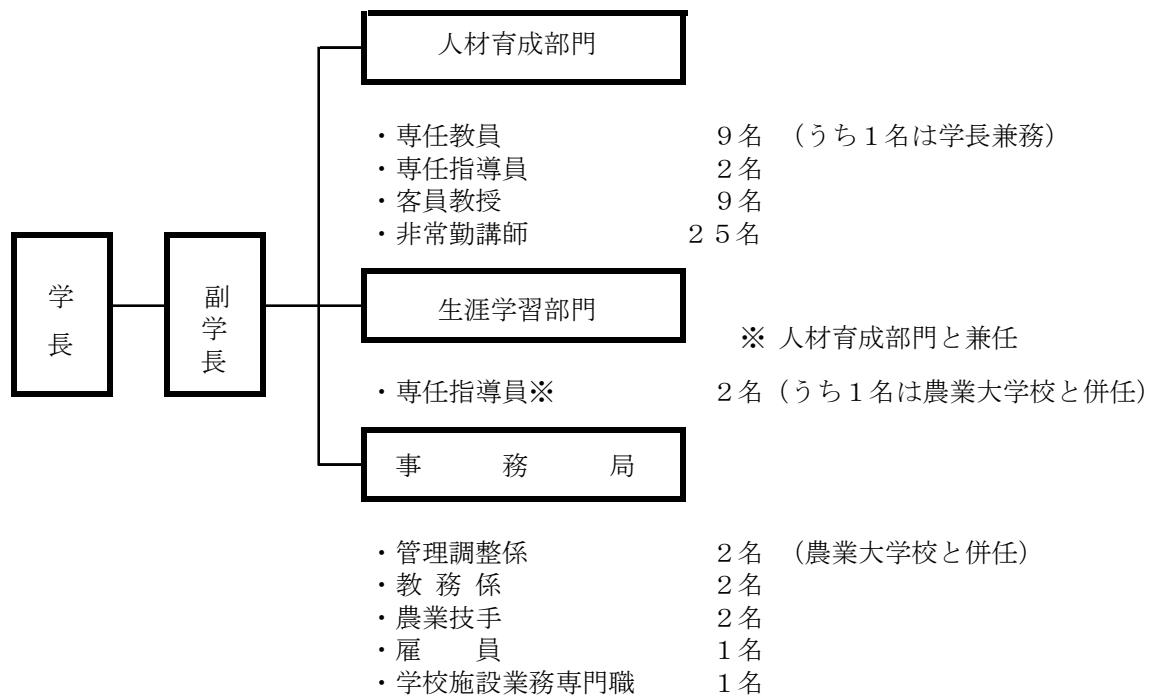 人材育成部門
・専任教員 9名 (うち1名は学長兼務)
・専任指導員 2名
・客員教授 9名
・非常勤講師 25名
学長
副学長
生涯学習部門
※ 人材育成部門と兼任
・専任指導員※ 2名(うち1名は農業大学校と併任)
事務局
・管理調整係 2名 (農業大学校と併任)
・教務係 2名
・農業技手 2名
・雇員 1名
・学校施設業務専門職 1名